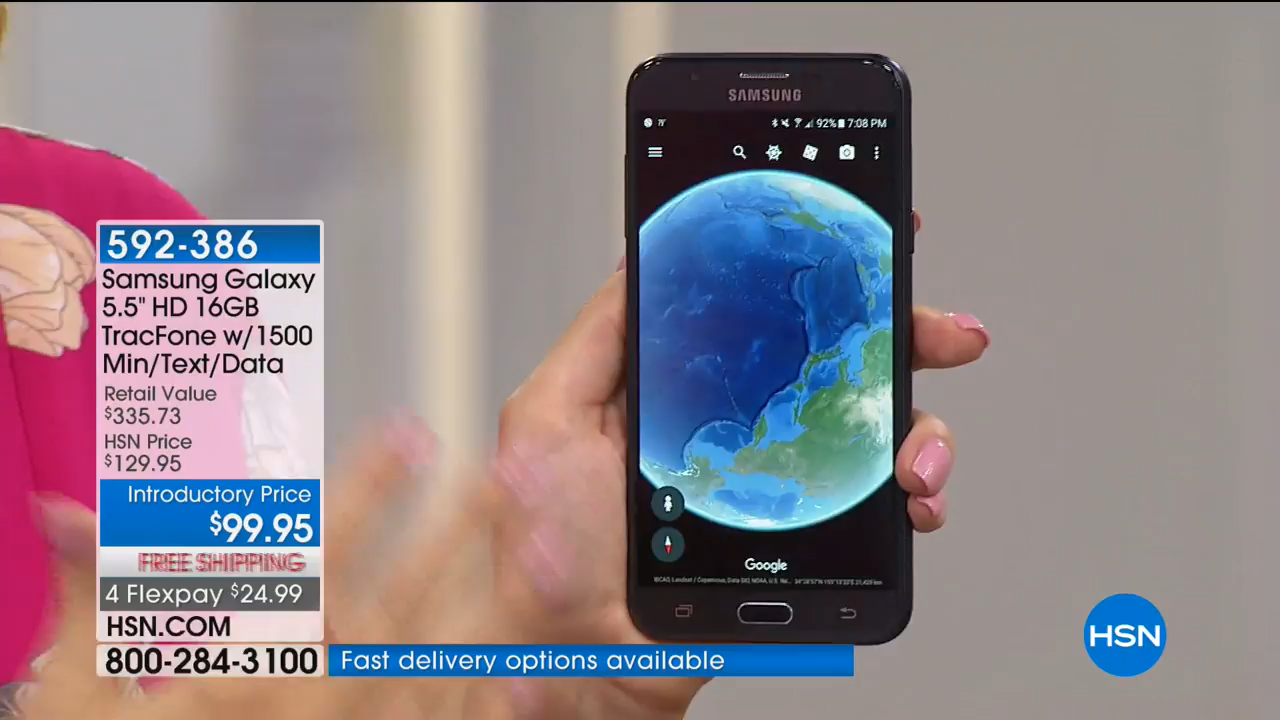 592-386
Samsung Galaxy
5.5" HD 16GB
TracFone w/1500
Min/Text/Data
Retail Value
$335.73
HSN Price
$129.95
Introductory Price
$99.95
FREE SHIPPING
4 Flexpay $24.99
HSN.COM
800-284-3100
Fast delivery options available
SAMSUNG
92% 7:08 PM
Google
HSN